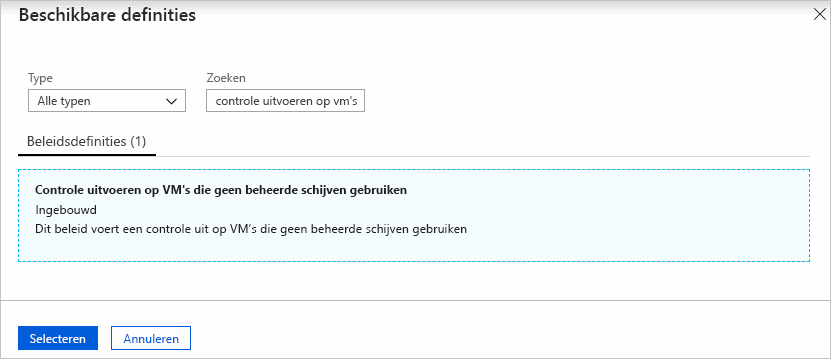 Beschikbare definities
Type
Zoeken
Alle typen
controle uitvoeren op vm's
Beleidsdefinities (1)
Controle uitvoeren op VM's die geen beheerde schijven gebruiken
Ingebouwd
Dit beleid voert een controle uit op VM's die geen beheerde schijven gebruiken
Selecteren
Annuleren